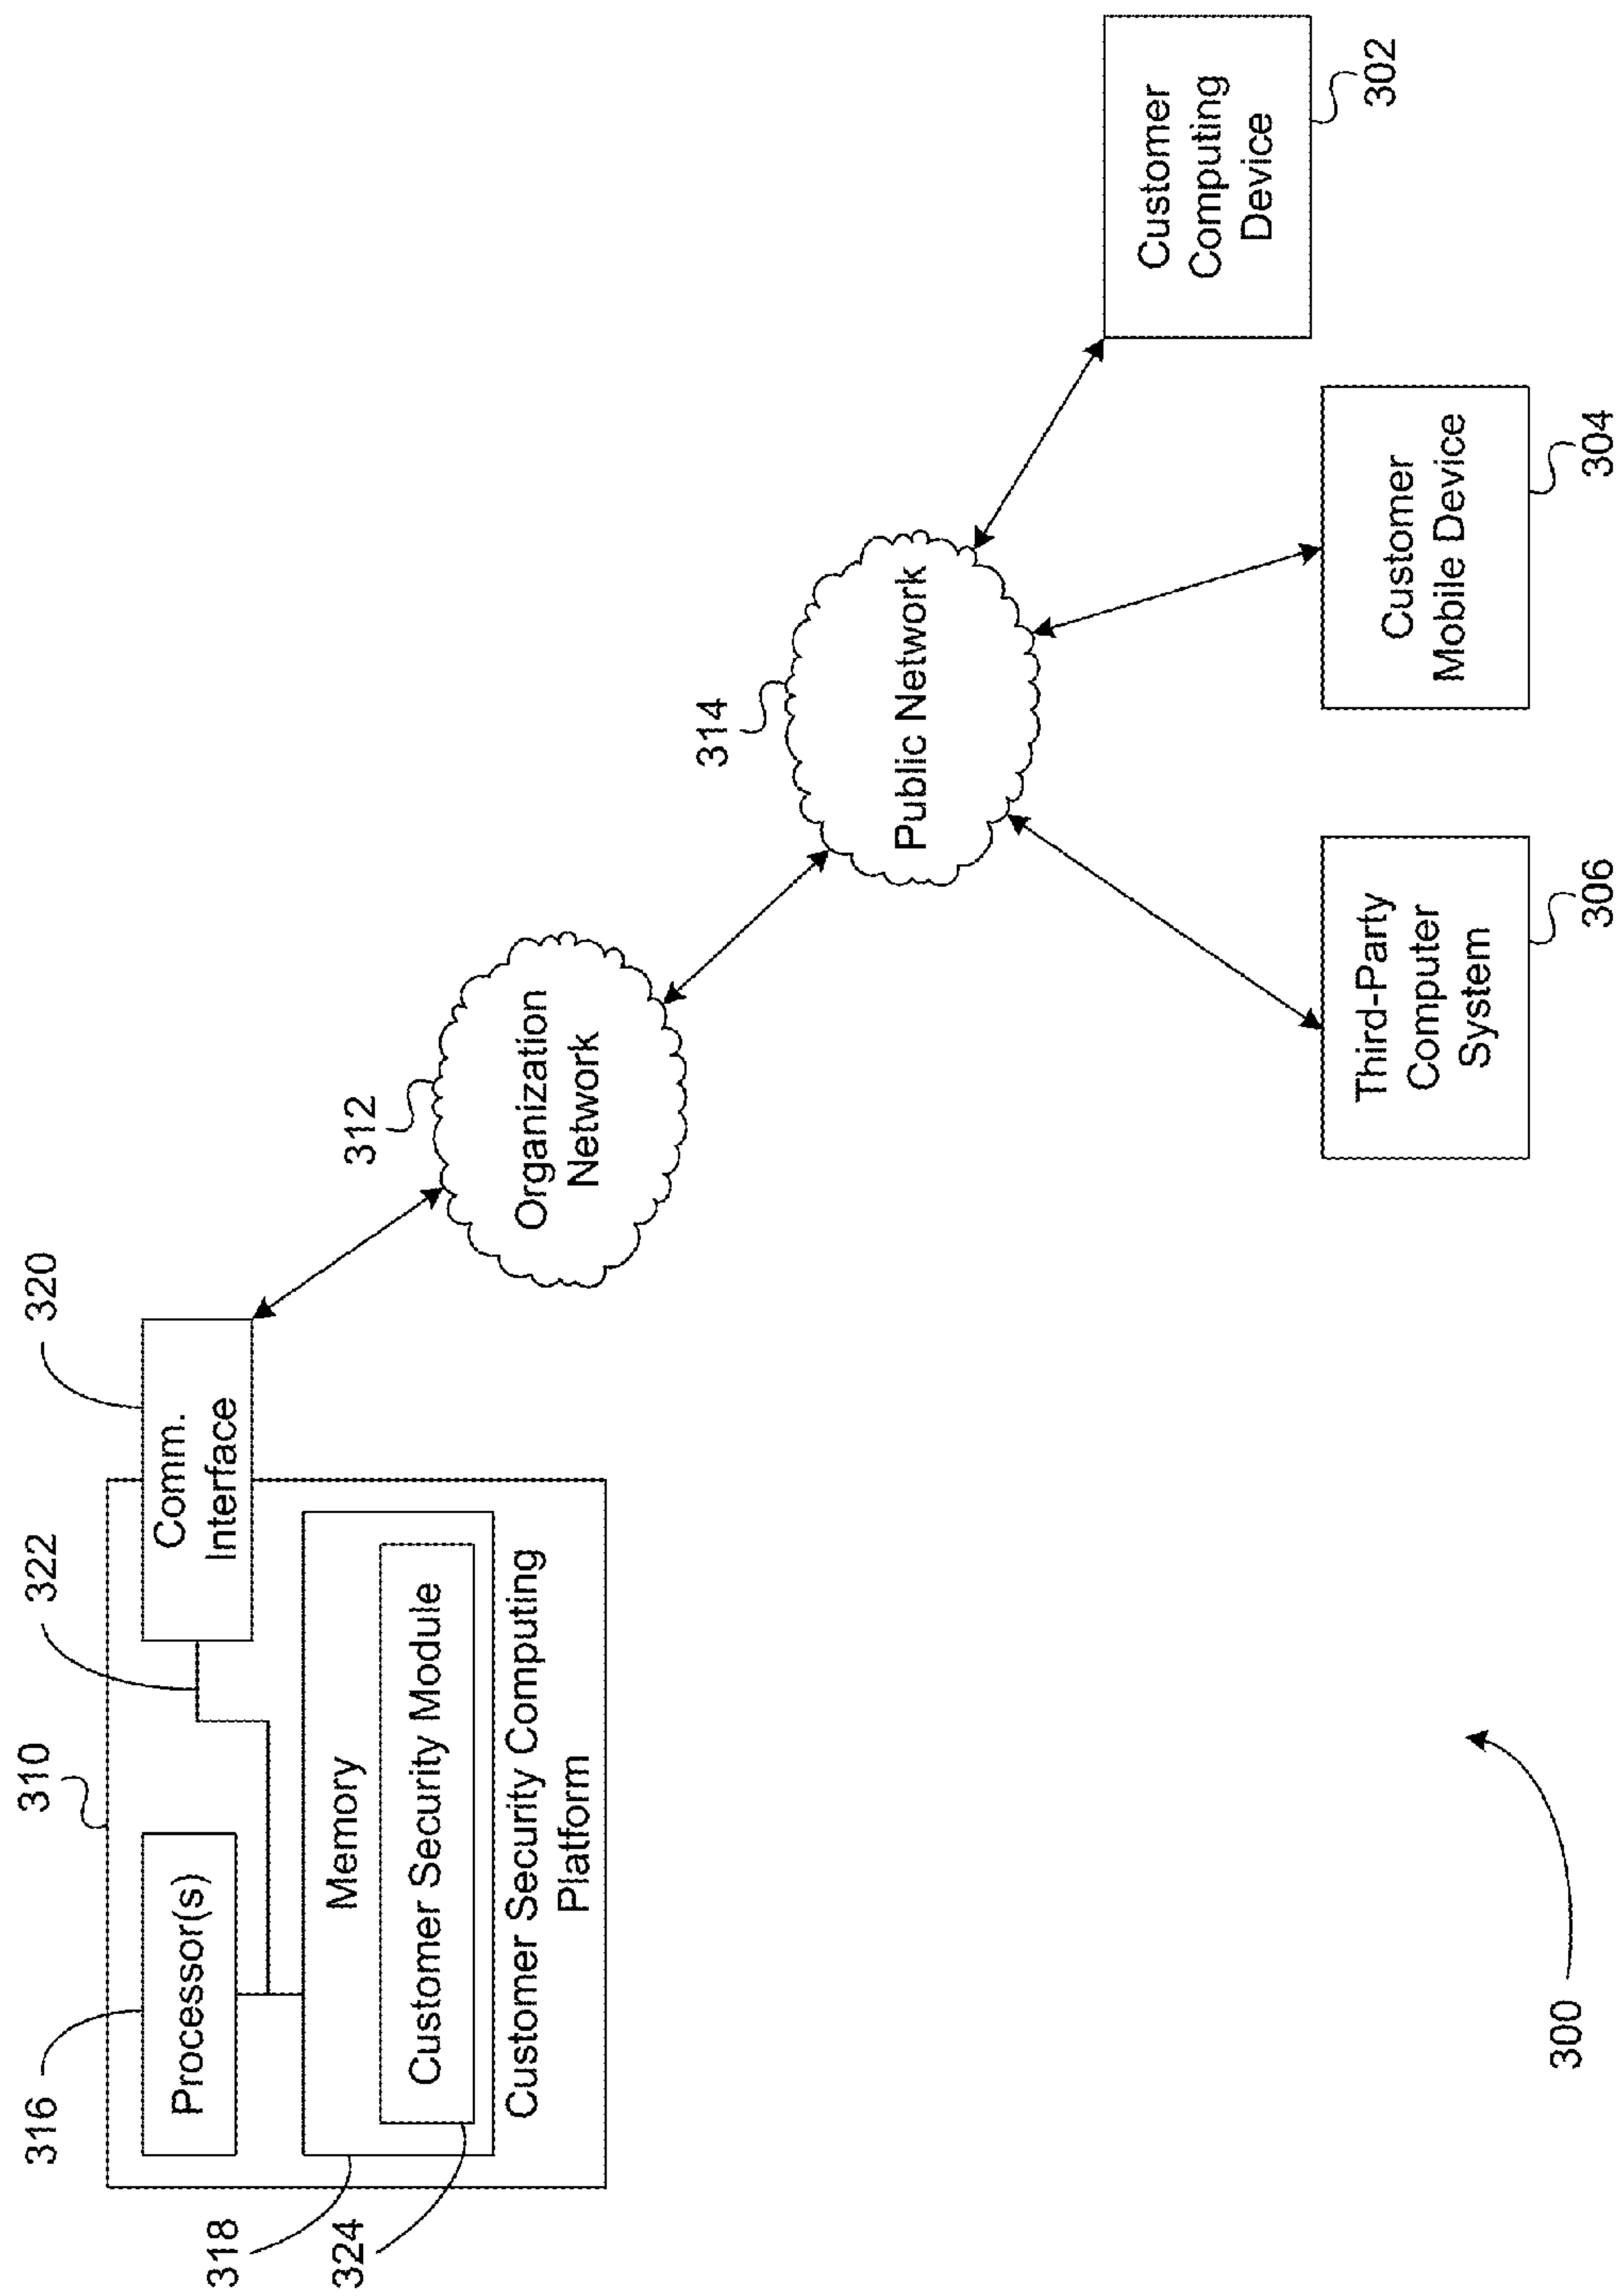 310
322
320
316
Processor(s)
Comm.
Interface
Memory
318
Customer Security Module
324
Customer Security Computing
Platform
312
Organization
Network
314
Public Network
Customer
Computing
Device
302
Third-Party
Computer
System
306
Customer
Mobile Device
304
300